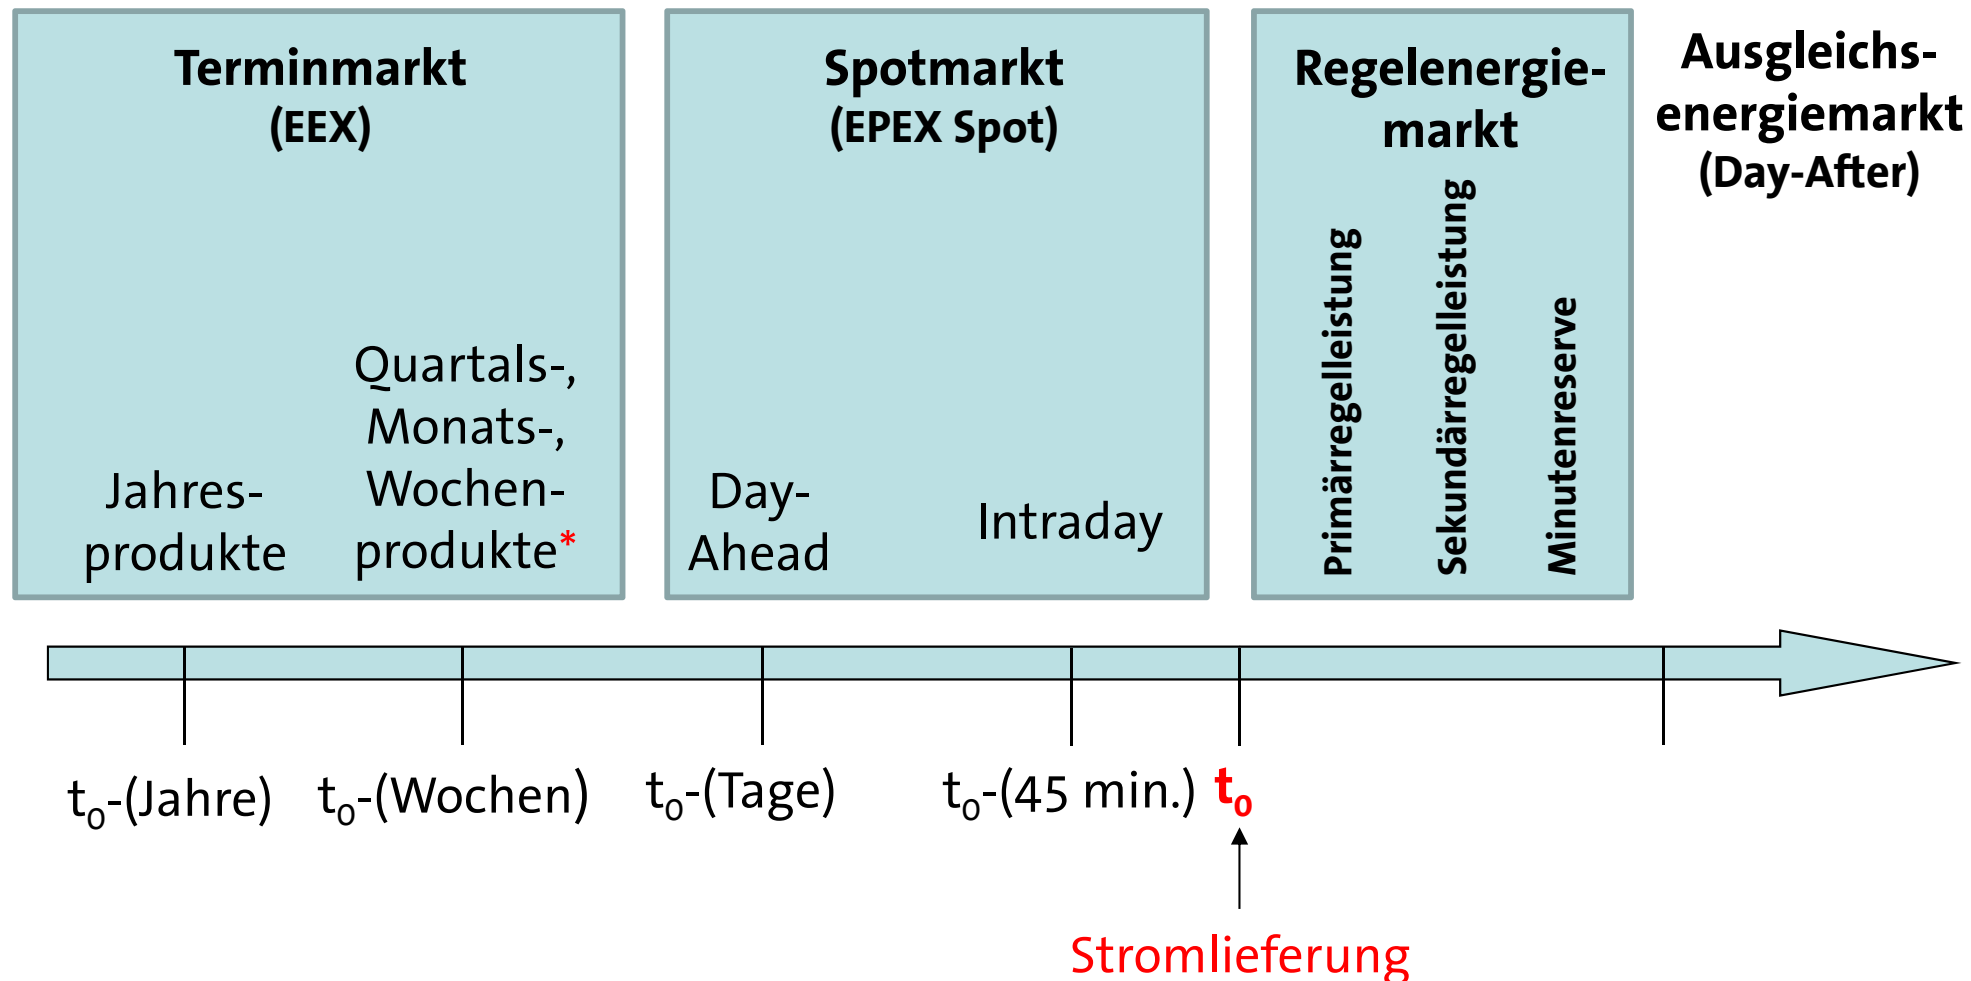 Terminmarkt
(EEX)
Jahres-
produkte
Quartals-,
Monats-,
Wochen-
produkte*
Spotmarkt
(EPEX Spot)
Day-
Ahead
Intraday
Regelenergie-
markt
Primärregelleistung
Sekundärregelleistung
Minutenreserve
Ausgleichs-
energiemarkt
(Day-After)
t₀-(Jahre)
t₀-(Wochen)
t₀-(Tage)
t₀-(45 min.)
t₀
Stromlieferung